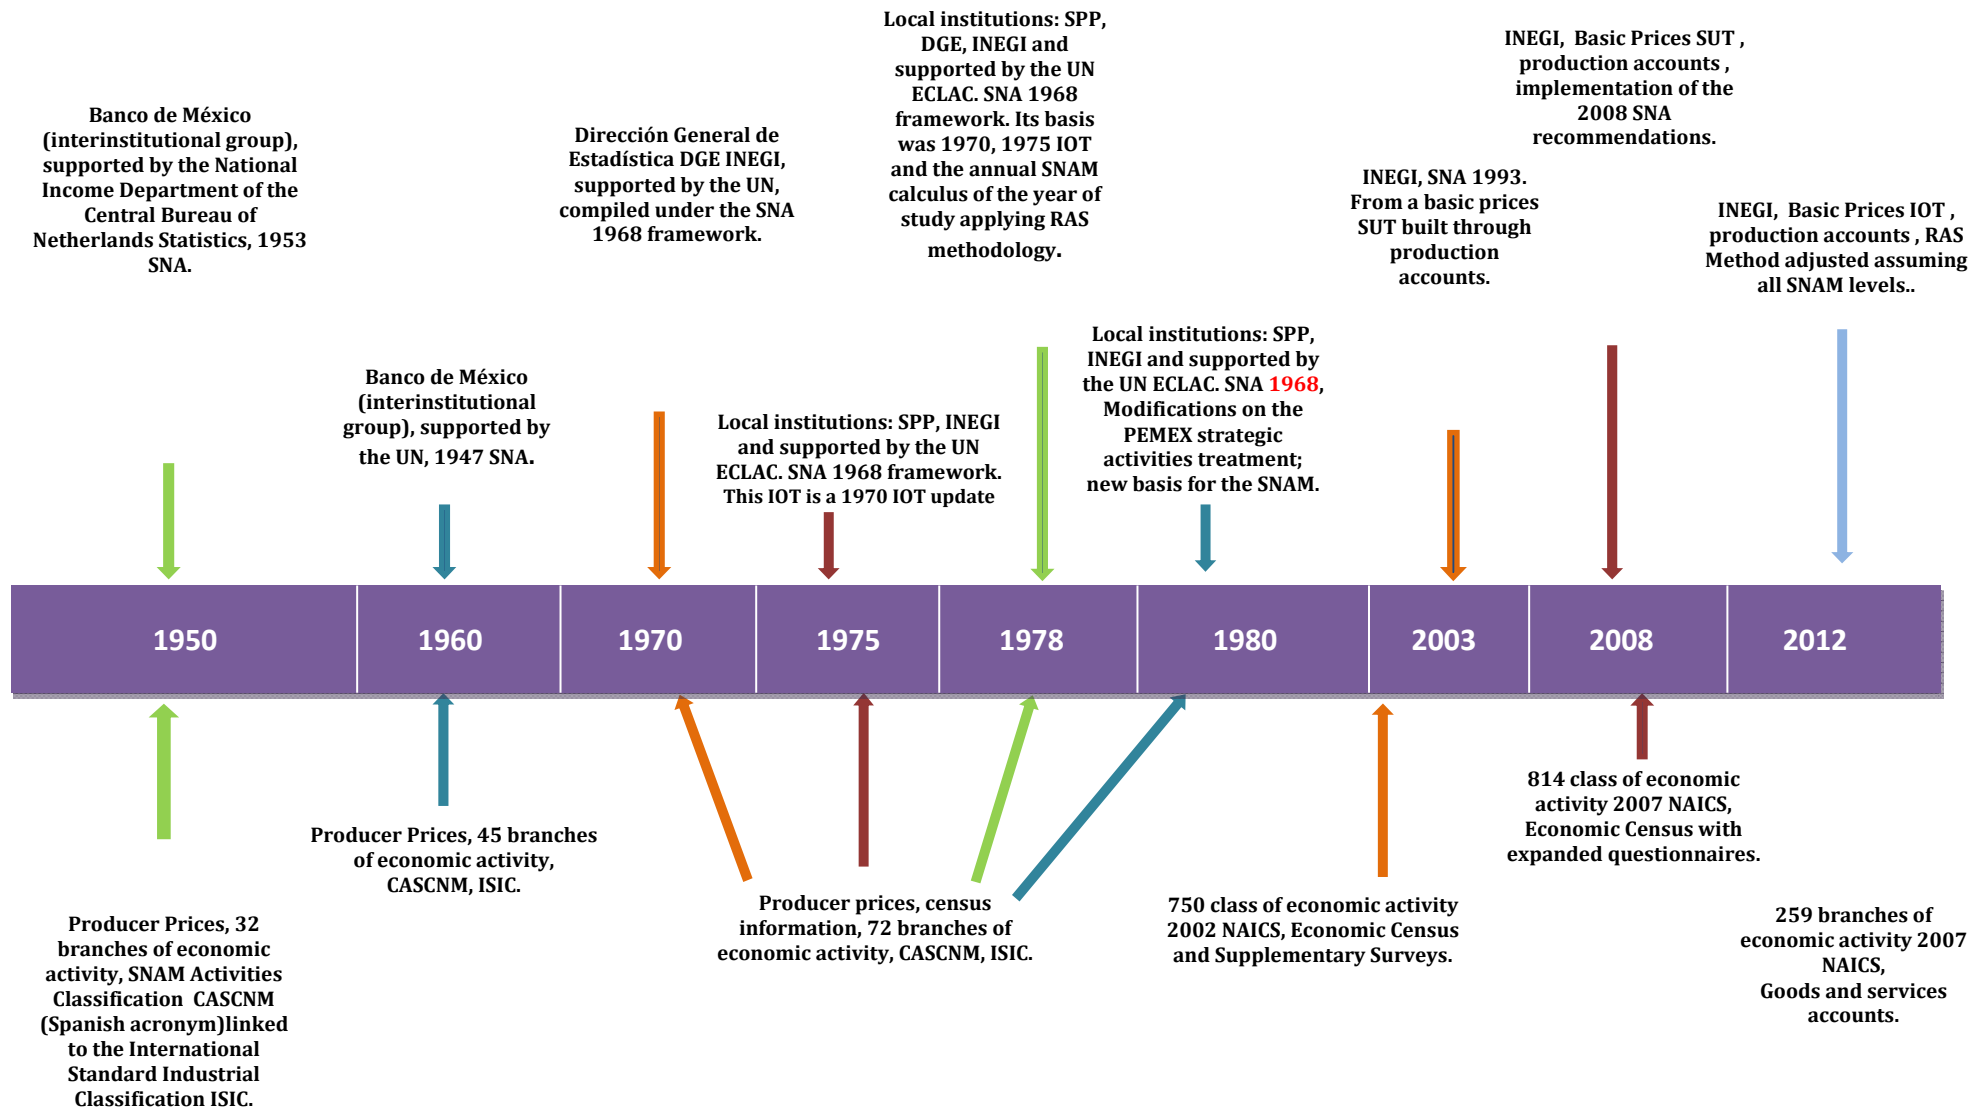 Banco de México
(interinstitutional group),
supported by the National
Income Department of the
Central Bureau of
Netherlands Statistics, 1953
SNA.
Banco de México
(interinstitutional
group), supported by
the UN, 1947 SNA.
Dirección General de
Estadística DGE INEGI,
supported by the UN,
compiled under the SNA
1968 framework.
Local institutions: SPP, INEGI
and supported by the UN
ECLAC. SNA 1968 framework.
This IOT is a 1970 IOT update
Local institutions: SPP,
DGE, INEGI and
supported by the UN
ECLAC. SNA 1968
framework. Its basis
was 1970, 1975 IOT
and the annual SNAM
calculus of the year of
study applying RAS
methodology.
Local institutions: SPP,
INEGI and supported by
the UN ECLAC. SNA 1968,
Modifications on the
PEMEX strategic
activities treatment;
new basis for the SNAM.
INEGI, SNA 1993.
From a basic prices
SUT built through
production
accounts.
INEGI,  Basic Prices SUT ,
production accounts ,
implementation of the
2008 SNA
recommendations.
INEGI,  Basic Prices IOT ,
production accounts , RAS
Method adjusted assuming
all SNAM levels..
1950 1960 1970 1975 1978 1980 2003 2008 2012
Producer Prices, 32
branches of economic
activity, SNAM Activities
Classification  CASCNM
(Spanish acronym)linked
to the International
Standard Industrial
Classification ISIC.
Producer Prices, 45 branches
of economic activity,
CASCNM, ISIC.
Producer prices, census
information, 72 branches of
economic activity, CASCNM, ISIC.
750 class of economic activity
2002 NAICS, Economic Census
and Supplementary Surveys.
814 class of economic
activity 2007 NAICS,
Economic Census with
expanded questionnaires.
259 branches of
economic activity 2007
NAICS,
Goods and services
accounts.